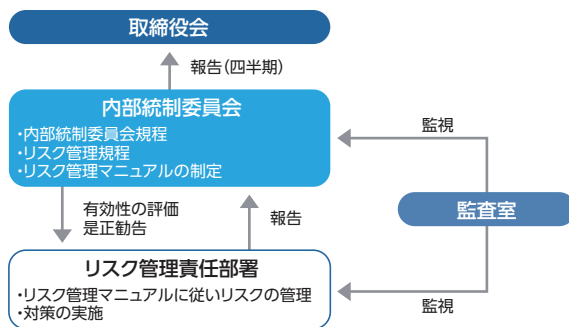 取締役会
報告（四半期）
内部統制委員会
・内部統制委員会規程
・リスク管理規程
・リスク管理マニュアルの制定
監視
有効性の評価
是正勧告
報告
監査室
リスク管理責任部署
・リスク管理マニュアルに従いリスクの管理
・対策の実施
監視